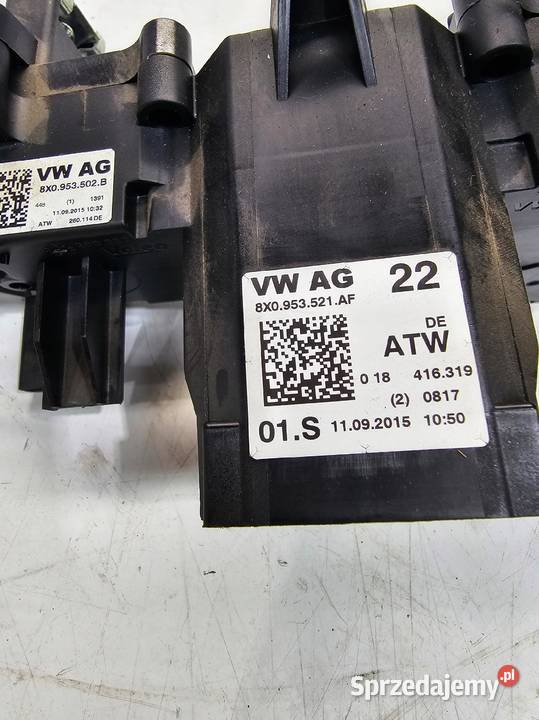 VW AG
8X0.953.502.B
448 (1) 1391
11.09.2015 10:32
ATW 260.114 DE
VW AG 22
8X0.953.521.AF
DE
ATW
0 18 416.319
(2) 0817
01.S 11.09.2015 10:50
Sprzedajemy.pl